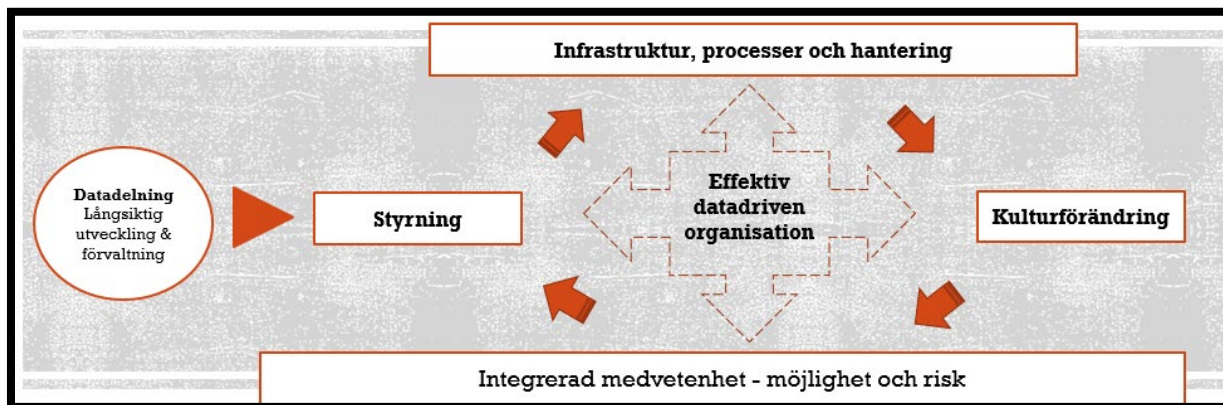 Infrastruktur, processer och hantering
Datadelning
Långsiktig
utveckling &
förvaltning
Styrning
Effektiv
datadriven
organisation
Kulturförändring
Integrerad medvetenhet - möjlighet och risk